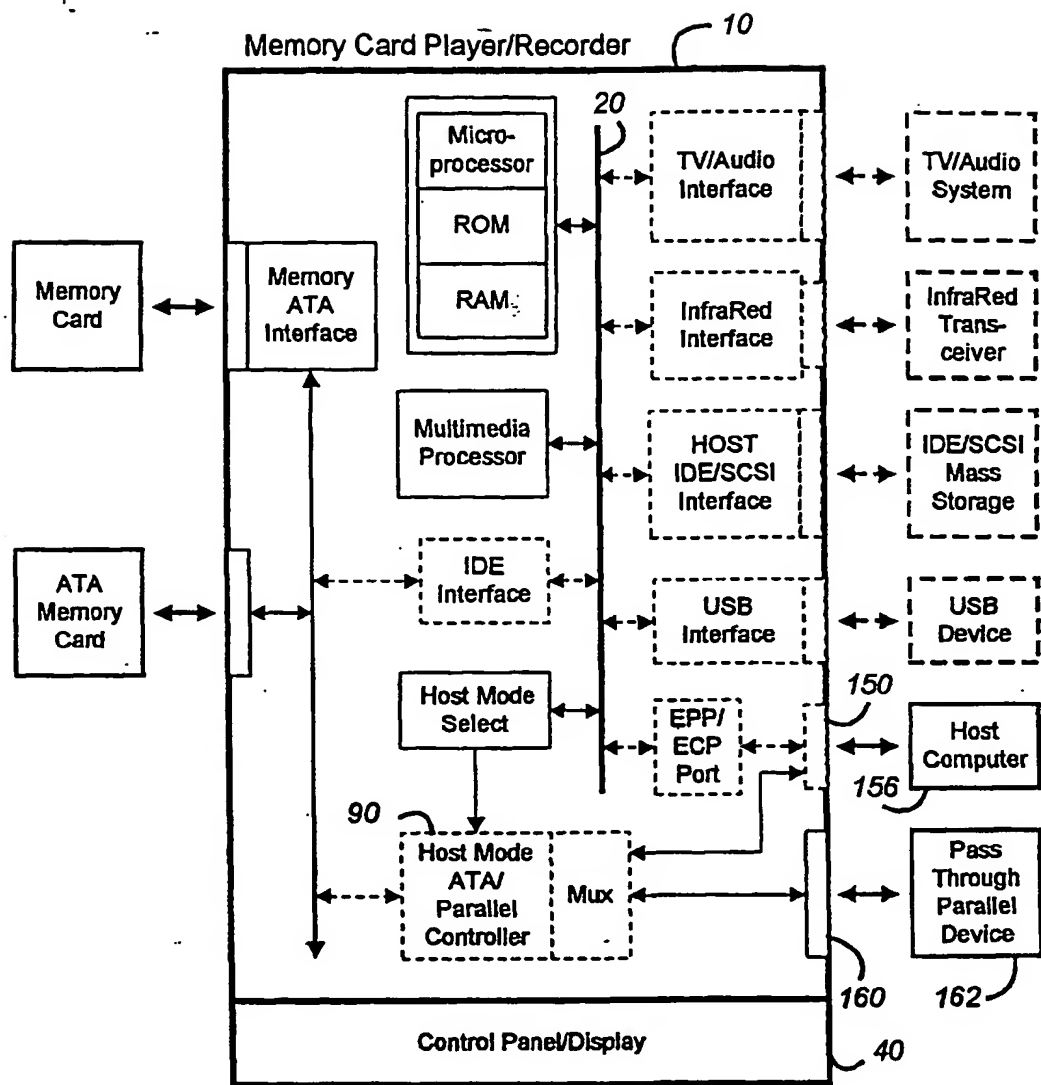 Memory Card Player/Recorder
10
20
Micro-
processor
ROM
RAM
TV/Audio
Interface
TV/Audio
System
Memory
Card
Memory
ATA
Interface
InfraRed
Interface
InfraRed
Trans-
ceiver
Multimedia
Processor
HOST
IDE/SCSI
Interface
IDE/SCSI
Mass
Storage
ATA
Memory
Card
IDE
Interface
USB
Interface
USB
Device
150
Host Mode
Select
EPP/
ECP
Port
Host
Computer
156
90
Host Mode
ATA/
Parallel
Controller
Mux
Pass
Through
Parallel
Device
160
162
Control Panel/Display
40